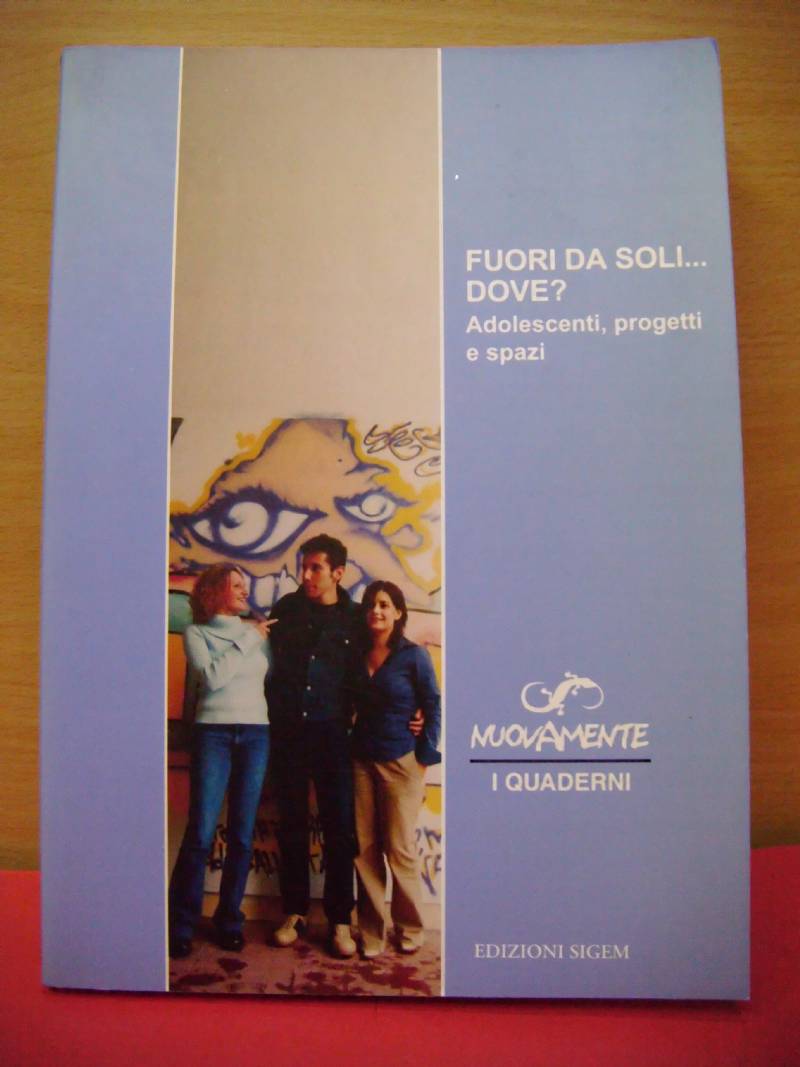 FUORI DA SOLI...
DOVE?
Adolescenti, progetti
e spazi
NUOVAMENTE
I QUADERNI
EDIZIONI SIGEM